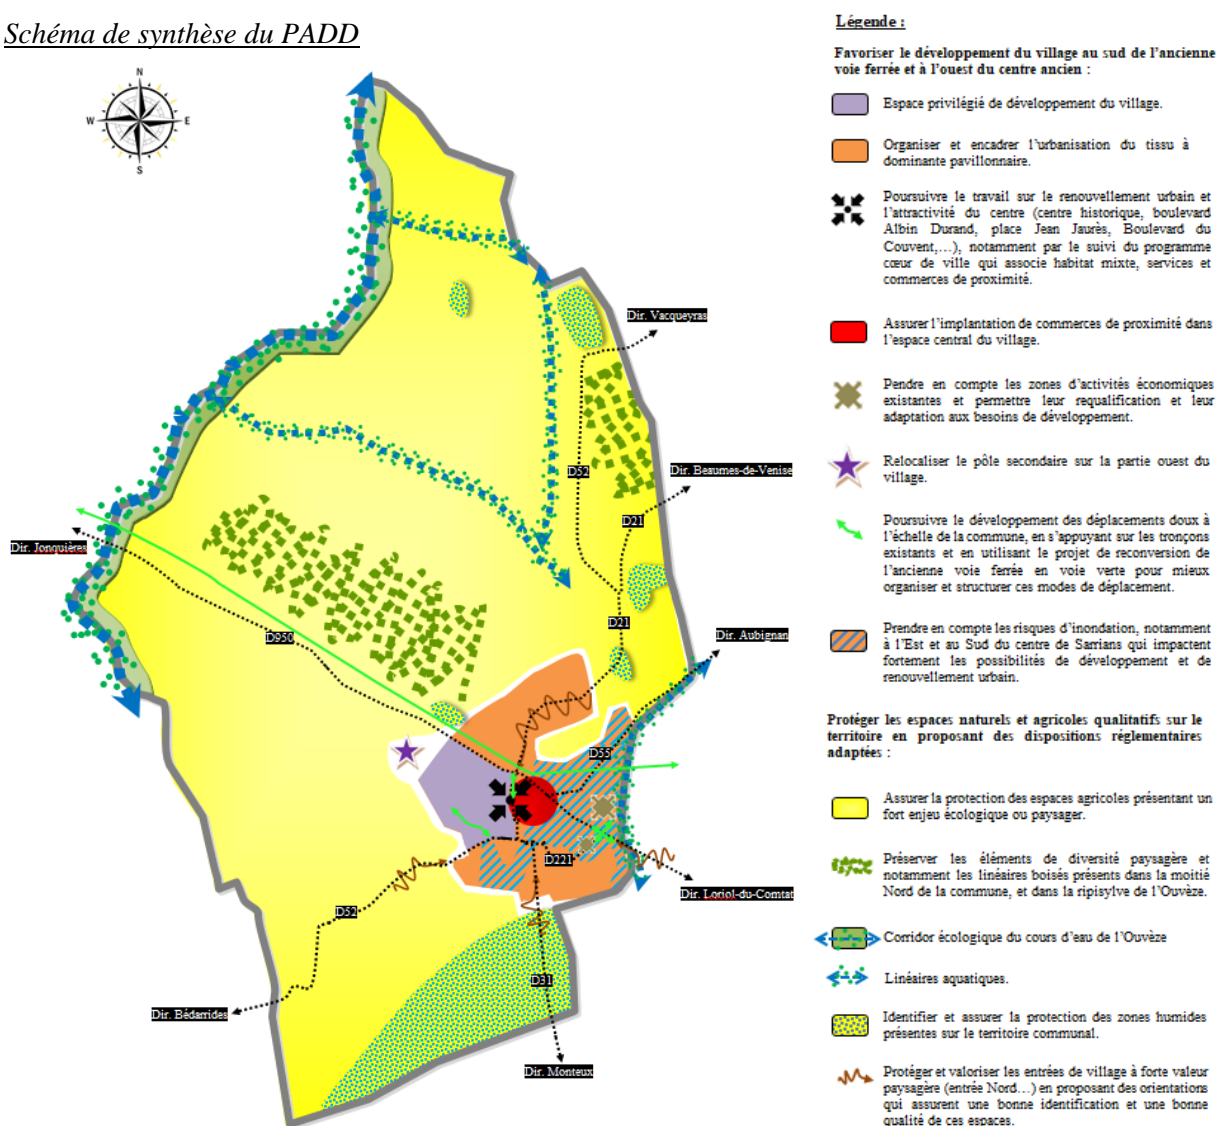 Schéma de synthèse du PADD
N
W
E
S
Dir. Vacqueyras
D52
Dir. Beaumes-de-Venise
D21
Dir. Jonquières
D950
D21
Dir. Aubignan
D55
D221
Dir. Loriol-du-Comtat
D52
D31
Dir. Bédarrides
Dir. Monteux
Légende :
Favoriser le développement du village au sud de l'ancienne
voie ferrée et à l'ouest du centre ancien :
Espace privilégié de développement du village.
Organiser et encadrer l'urbanisation du tissu à
dominante pavillonnaire.
Poursuivre le travail sur le renouvellement urbain et
l'attractivité du centre (centre historique, boulevard
Albin Durand, place Jean Jaurès, Boulevard du
Couvent,…), notamment par le suivi du programme
cœur de ville qui associe habitat mixte, services et
commerces de proximité.
Assurer l'implantation de commerces de proximité dans
l'espace central du village.
Pendre en compte les zones d'activités économiques
existantes et permettre leur requalification et leur
adaptation aux besoins de développement.
Relocaliser le pôle secondaire sur la partie ouest du
village.
Poursuivre le développement des déplacements doux à
l'échelle de la commune, en s'appuyant sur les tronçons
existants et en utilisant le projet de reconversion de
l'ancienne voie ferrée en voie verte pour mieux
organiser et structurer ces modes de déplacement.
Prendre en compte les risques d'inondation, notamment
à l'Est et au Sud du centre de Sarrians qui impactent
fortement les possibilités de développement et de
renouvellement urbain.
Protéger les espaces naturels et agricoles qualitatifs sur le
territoire en proposant des dispositions réglementaires
adaptées :
Assurer la protection des espaces agricoles présentant un
fort enjeu écologique ou paysager.
Préserver les éléments de diversité paysagère et
notamment les linéaires boisés présents dans la moitié
Nord de la commune, et dans la ripisylve de l'Ouvèze.
Corridor écologique du cours d'eau de l'Ouvèze
Linéaires aquatiques.
Identifier et assurer la protection des zones humides
présentes sur le territoire communal.
Protéger et valoriser les entrées de village à forte valeur
paysagère (entrée Nord…) en proposant des orientations
qui assurent une bonne identification et une bonne
qualité de ces espaces.